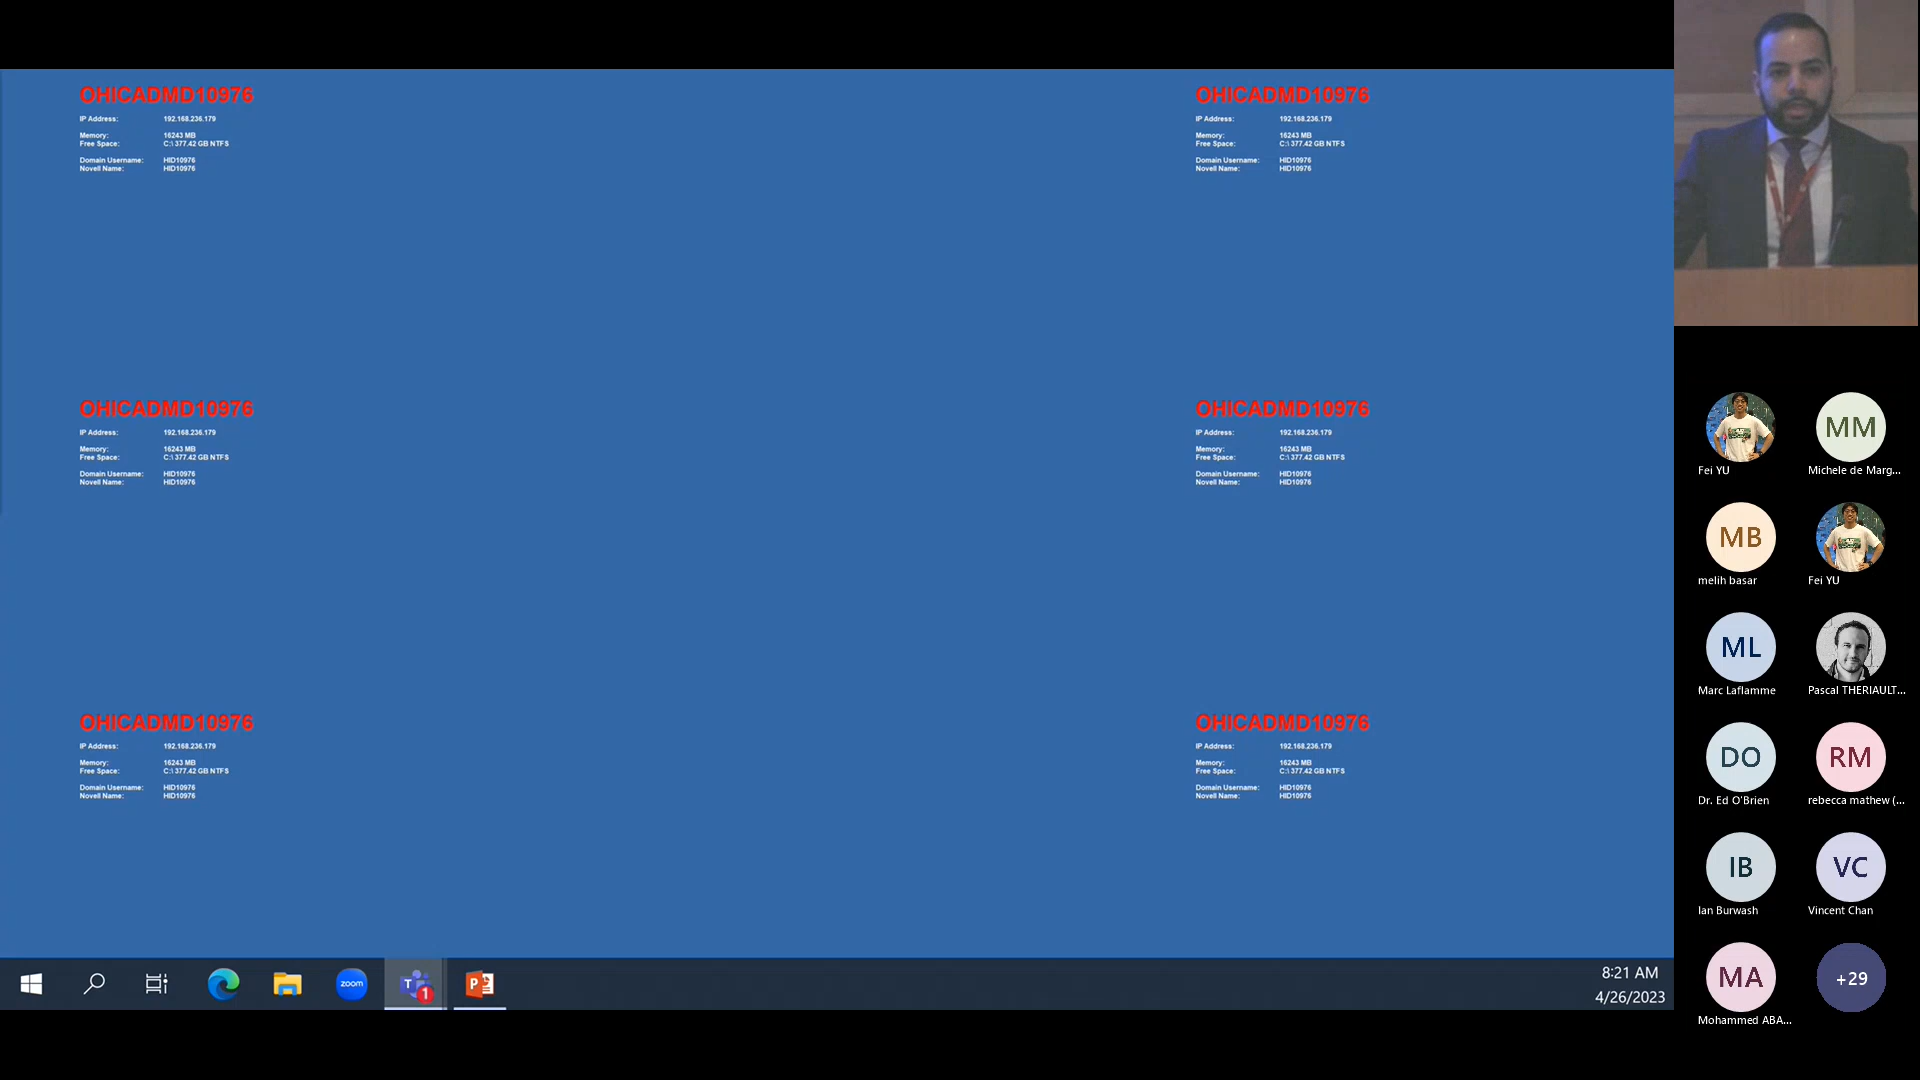 OHICADMD10976
IP Address: 192.168.236.179
Memory: 16243 MB
Free Space: C:\ 377.42 GB NTFS
Domain Username: HID10976
Novell Name: HID10976
OHICADMD10976
IP Address: 192.168.236.179
Memory: 16243 MB
Free Space: C:\ 377.42 GB NTFS
Domain Username: HID10976
Novell Name: HID10976
OHICADMD10976
IP Address: 192.168.236.179
Memory: 16243 MB
Free Space: C:\ 377.42 GB NTFS
Domain Username: HID10976
Novell Name: HID10976
OHICADMD10976
IP Address: 192.168.236.179
Memory: 16243 MB
Free Space: C:\ 377.42 GB NTFS
Domain Username: HID10976
Novell Name: HID10976
OHICADMD10976
IP Address: 192.168.236.179
Memory: 16243 MB
Free Space: C:\ 377.42 GB NTFS
Domain Username: HID10976
Novell Name: HID10976
OHICADMD10976
IP Address: 192.168.236.179
Memory: 16243 MB
Free Space: C:\ 377.42 GB NTFS
Domain Username: HID10976
Novell Name: HID10976
zoom
T
1
P
8:21 AM
4/26/2023
Fei YU
MM
Michele de Marg...
MB
melih basar
Fei YU
ML
Marc Laflamme
Pascal THERIAULT...
DO
Dr. Ed O'Brien
RM
rebecca mathew (...
IB
Ian Burwash
VC
Vincent Chan
MA
Mohammed ABA...
+29